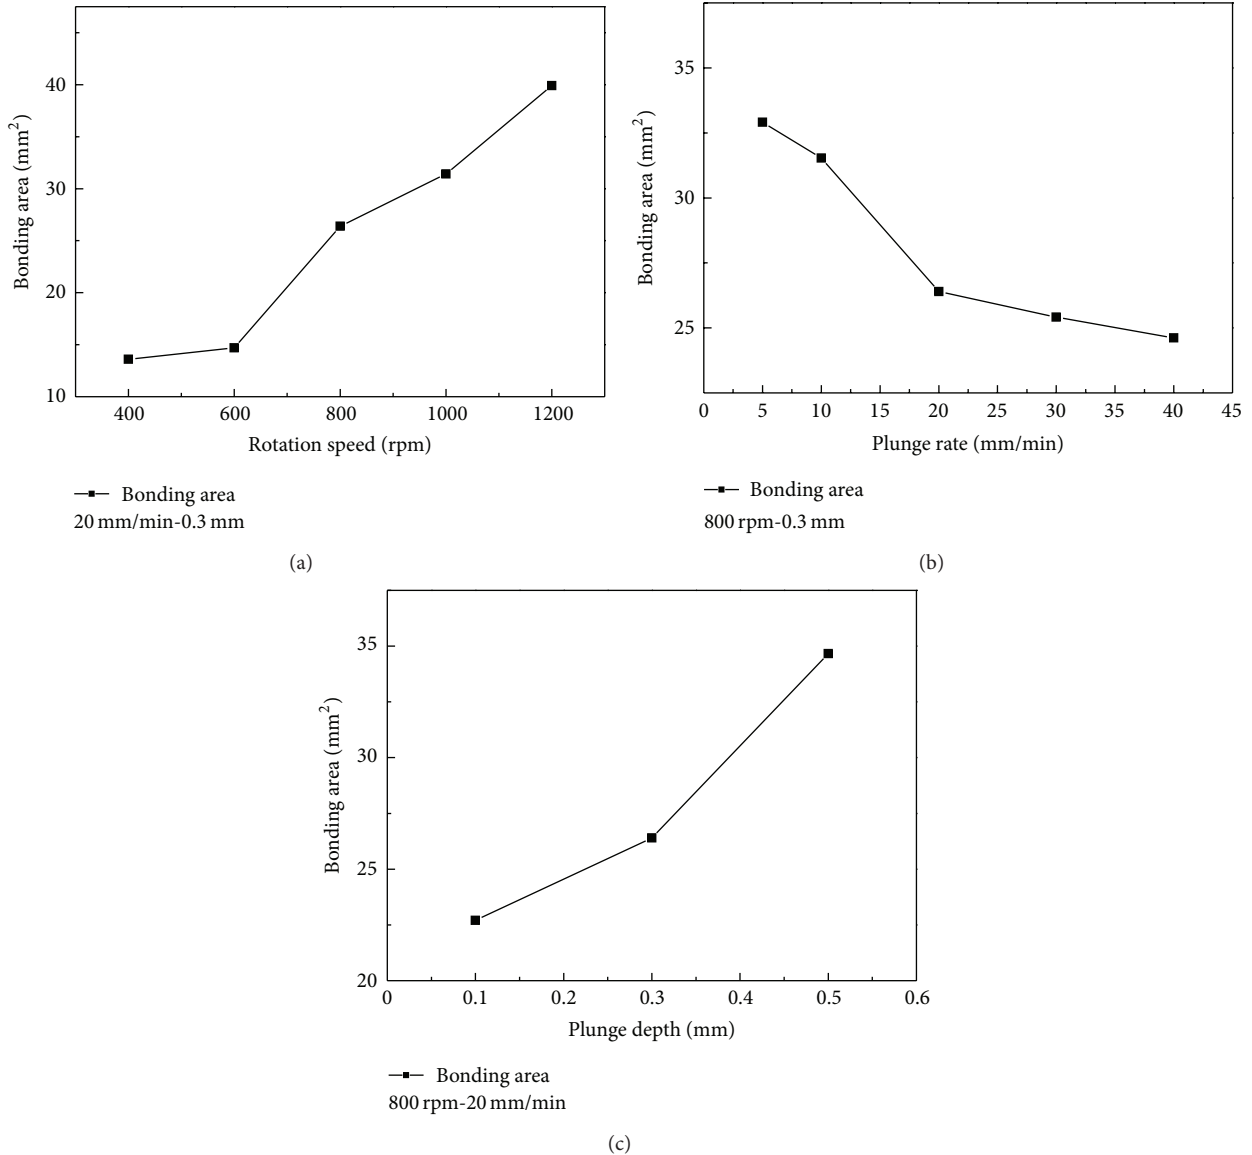 40
30
20
10
Bonding area (mm²)
400 600 800 1000 1200
Rotation speed (rpm)
Bonding area
20 mm/min-0.3 mm
(a)
35
30
25
Bonding area (mm²)
0 5 10 15 20 25 30 35 40 45
Plunge rate (mm/min)
Bonding area
800 rpm-0.3 mm
(b)
35
30
25
20
Bonding area (mm²)
0 0.1 0.2 0.3 0.4 0.5 0.6
Plunge depth (mm)
Bonding area
800 rpm-20 mm/min
(c)